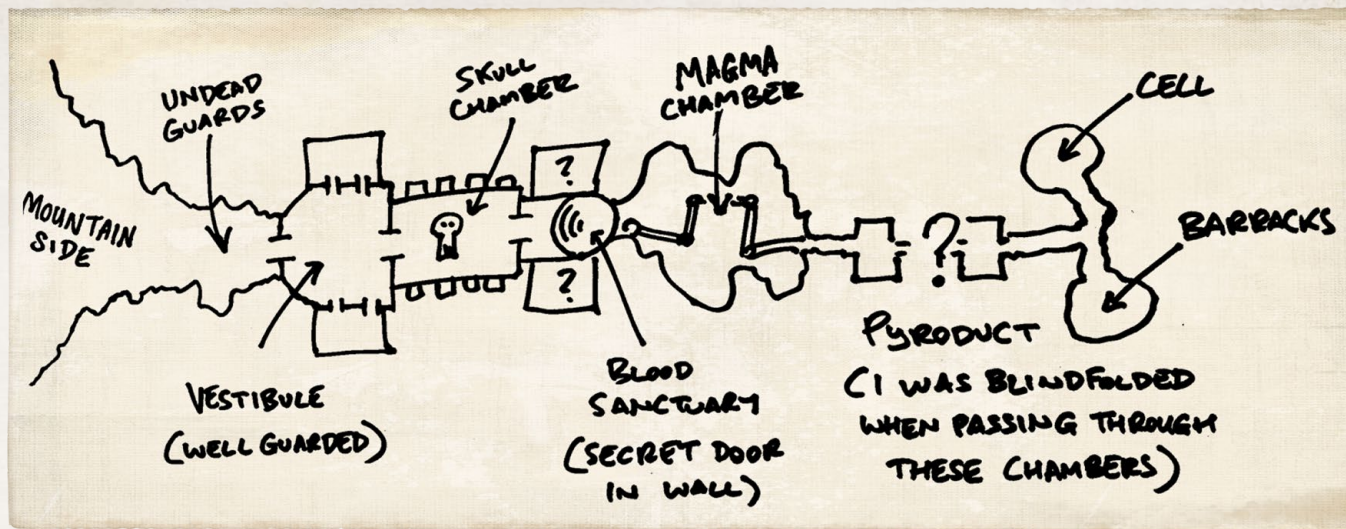 UNDEAD
GUARDS
SKULL
CHAMBER
MAGMA
CHAMBER
CELL
MOUNTAIN
SIDE
?
?
?
BARRACKS
VESTIBULE
(WELL GUARDED)
BLOOD
SANCTUARY
(SECRET DOOR
IN WALL)
PYRODUCT
(I WAS BLINDFOLDED
WHEN PASSING THROUGH
THESE CHAMBERS)